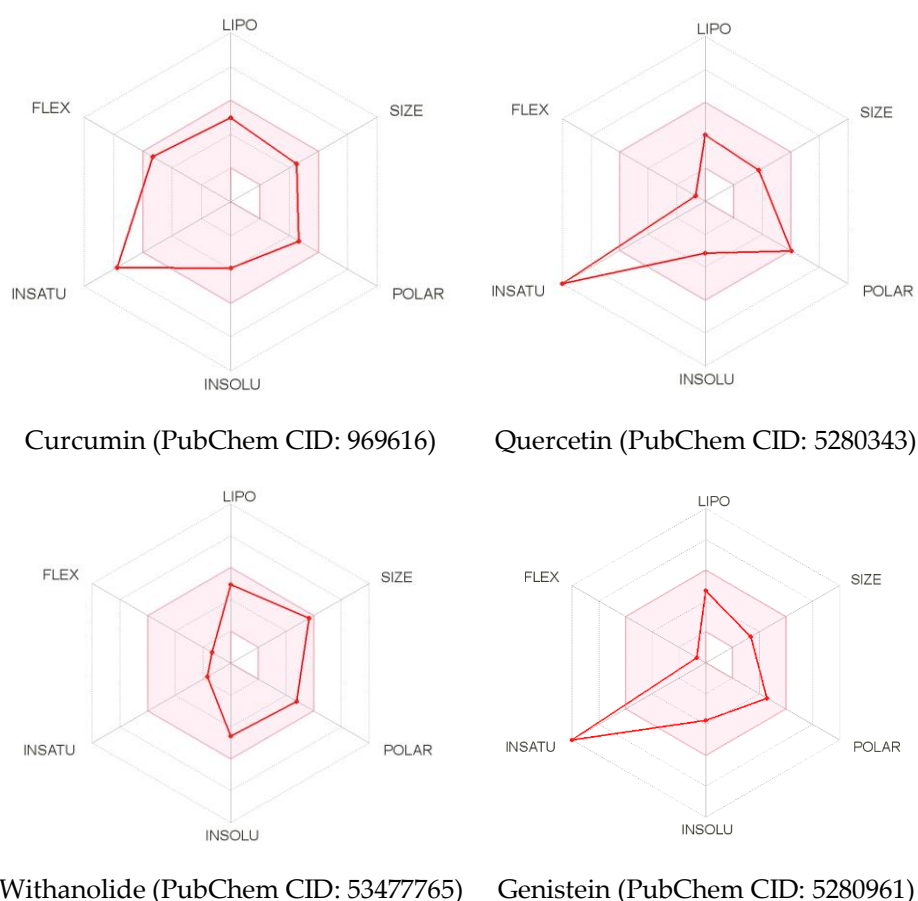 LIPO
LIPO
FLEX
SIZE
FLEX
SIZE
INSATU
POLAR
INSATU
POLAR
INSOLU
INSOLU
Curcumin (PubChem CID: 969616)
Quercetin (PubChem CID: 5280343)
LIPO
LIPO
FLEX
SIZE
FLEX
SIZE
INSATU
POLAR
INSATU
POLAR
INSOLU
INSOLU
Withanolide (PubChem CID: 53477765)
Genistein (PubChem CID: 5280961)